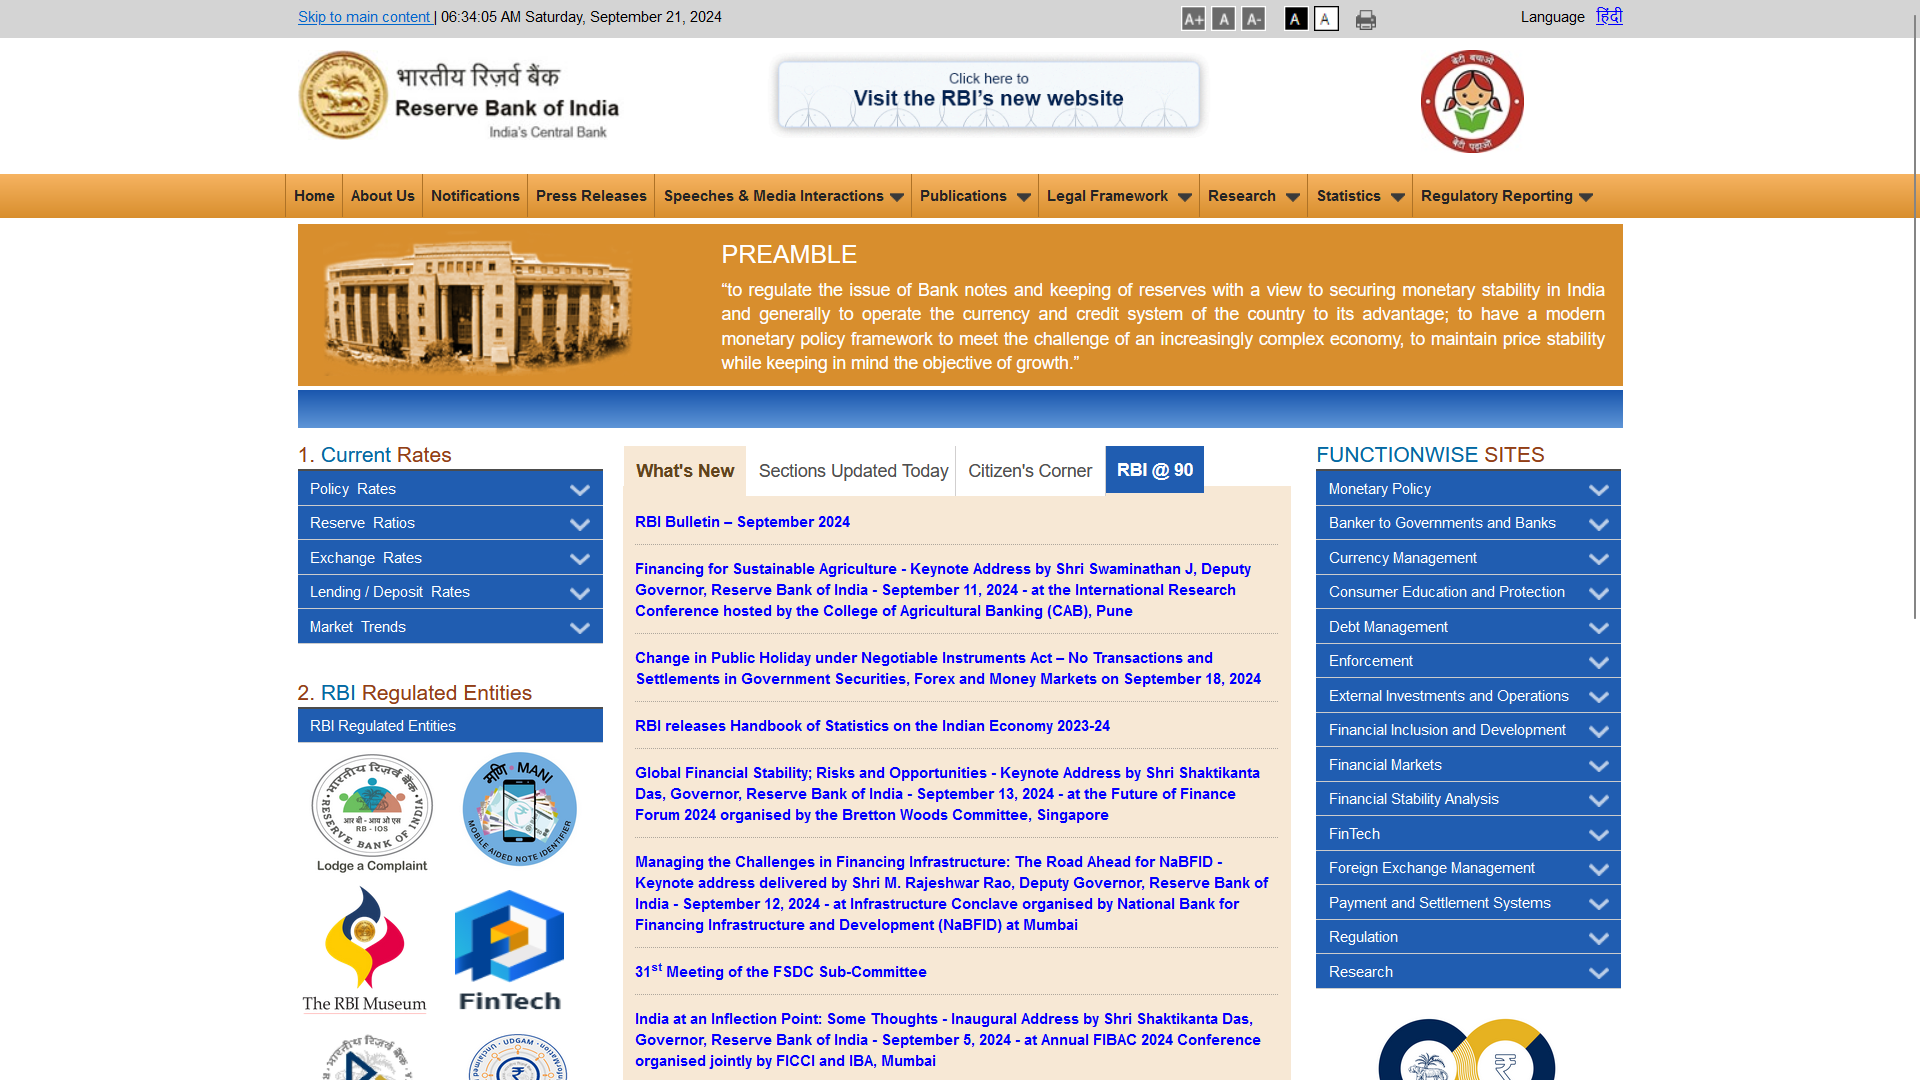 Skip to main content | 06:34:05 AM Saturday, September 21, 2024
A+ A A- A A
Language हिंदी
भारतीय रिज़र्व बैंक
Reserve Bank of India
India's Central Bank
Click here to
Visit the RBI's new website
बेटी बचाओ
बेटी पढ़ाओ
Home About Us Notifications Press Releases Speeches & Media Interactions Publications Legal Framework Research Statistics Regulatory Reporting
PREAMBLE
“to regulate the issue of Bank notes and keeping of reserves with a view to securing monetary stability in India
and generally to operate the currency and credit system of the country to its advantage; to have a modern
monetary policy framework to meet the challenge of an increasingly complex economy, to maintain price stability
while keeping in mind the objective of growth.”
1. Current Rates
Policy Rates
Reserve Ratios
Exchange Rates
Lending / Deposit Rates
Market Trends
2. RBI Regulated Entities
RBI Regulated Entities
भारतीय रिज़र्व बैंक
आर बी - आय ओ एस
RB - IOS
RESERVE BANK OF INDIA
Lodge a Complaint
मणि • MANI
MOBILE AIDED NOTE IDENTIFIER
The RBI Museum
FinTech
What's New
Sections Updated Today
Citizen's Corner
RBI @ 90
RBI Bulletin – September 2024
Financing for Sustainable Agriculture - Keynote Address by Shri Swaminathan J, Deputy
Governor, Reserve Bank of India - September 11, 2024 - at the International Research
Conference hosted by the College of Agricultural Banking (CAB), Pune
Change in Public Holiday under Negotiable Instruments Act – No Transactions and
Settlements in Government Securities, Forex and Money Markets on September 18, 2024
RBI releases Handbook of Statistics on the Indian Economy 2023-24
Global Financial Stability; Risks and Opportunities - Keynote Address by Shri Shaktikanta
Das, Governor, Reserve Bank of India - September 13, 2024 - at the Future of Finance
Forum 2024 organised by the Bretton Woods Committee, Singapore
Managing the Challenges in Financing Infrastructure: The Road Ahead for NaBFID -
Keynote address delivered by Shri M. Rajeshwar Rao, Deputy Governor, Reserve Bank of
India - September 12, 2024 - at Infrastructure Conclave organised by National Bank for
Financing Infrastructure and Development (NaBFID) at Mumbai
31st Meeting of the FSDC Sub-Committee
India at an Inflection Point: Some Thoughts - Inaugural Address by Shri Shaktikanta Das,
Governor, Reserve Bank of India - September 5, 2024 - at Annual FIBAC 2024 Conference
organised jointly by FICCI and IBA, Mumbai
FUNCTIONWISE SITES
Monetary Policy
Banker to Governments and Banks
Currency Management
Consumer Education and Protection
Debt Management
Enforcement
External Investments and Operations
Financial Inclusion and Development
Financial Markets
Financial Stability Analysis
FinTech
Foreign Exchange Management
Payment and Settlement Systems
Regulation
Research